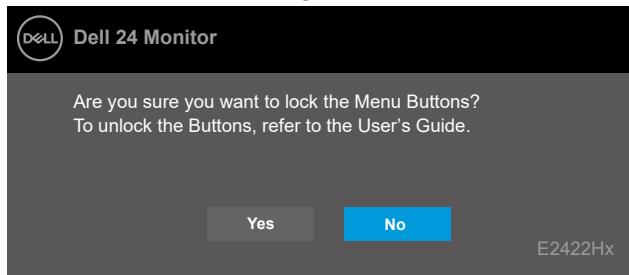 DELL Dell 24 Monitor
Are you sure you want to lock the Menu Buttons?
To unlock the Buttons, refer to the User's Guide.
Yes No
E2422Hx